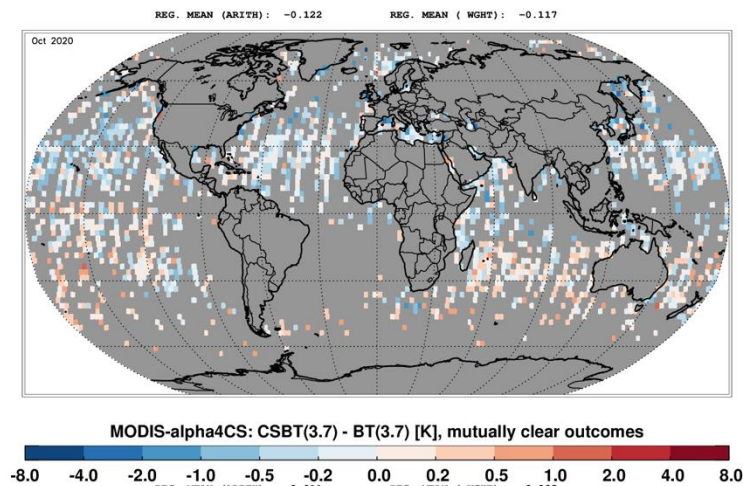 REG. MEAN (ARITH): -0.122 REG. MEAN ( WGHT): -0.117
Oct 2020
MODIS-alpha4CS: CSBT(3.7) - BT(3.7) [K], mutually clear outcomes
-8.0 -4.0 -2.0 -1.0 -0.5 -0.2 0.0 0.2 0.5 1.0 2.0 4.0 8.0